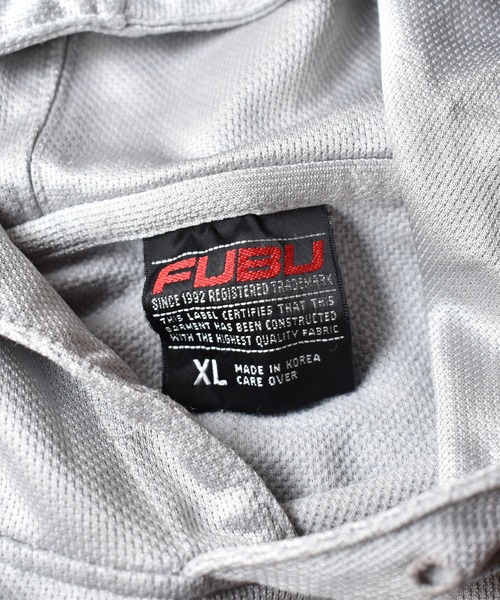 FUBU
SINCE 1992 REGISTERED TRADEMARK
THIS LABEL CERTIFIES THAT THIS
GARMENT HAS BEEN CONSTRUCTED
WITH THE HIGHEST QUALITY FABRIC
XL MADE IN KOREA
CARE OVER